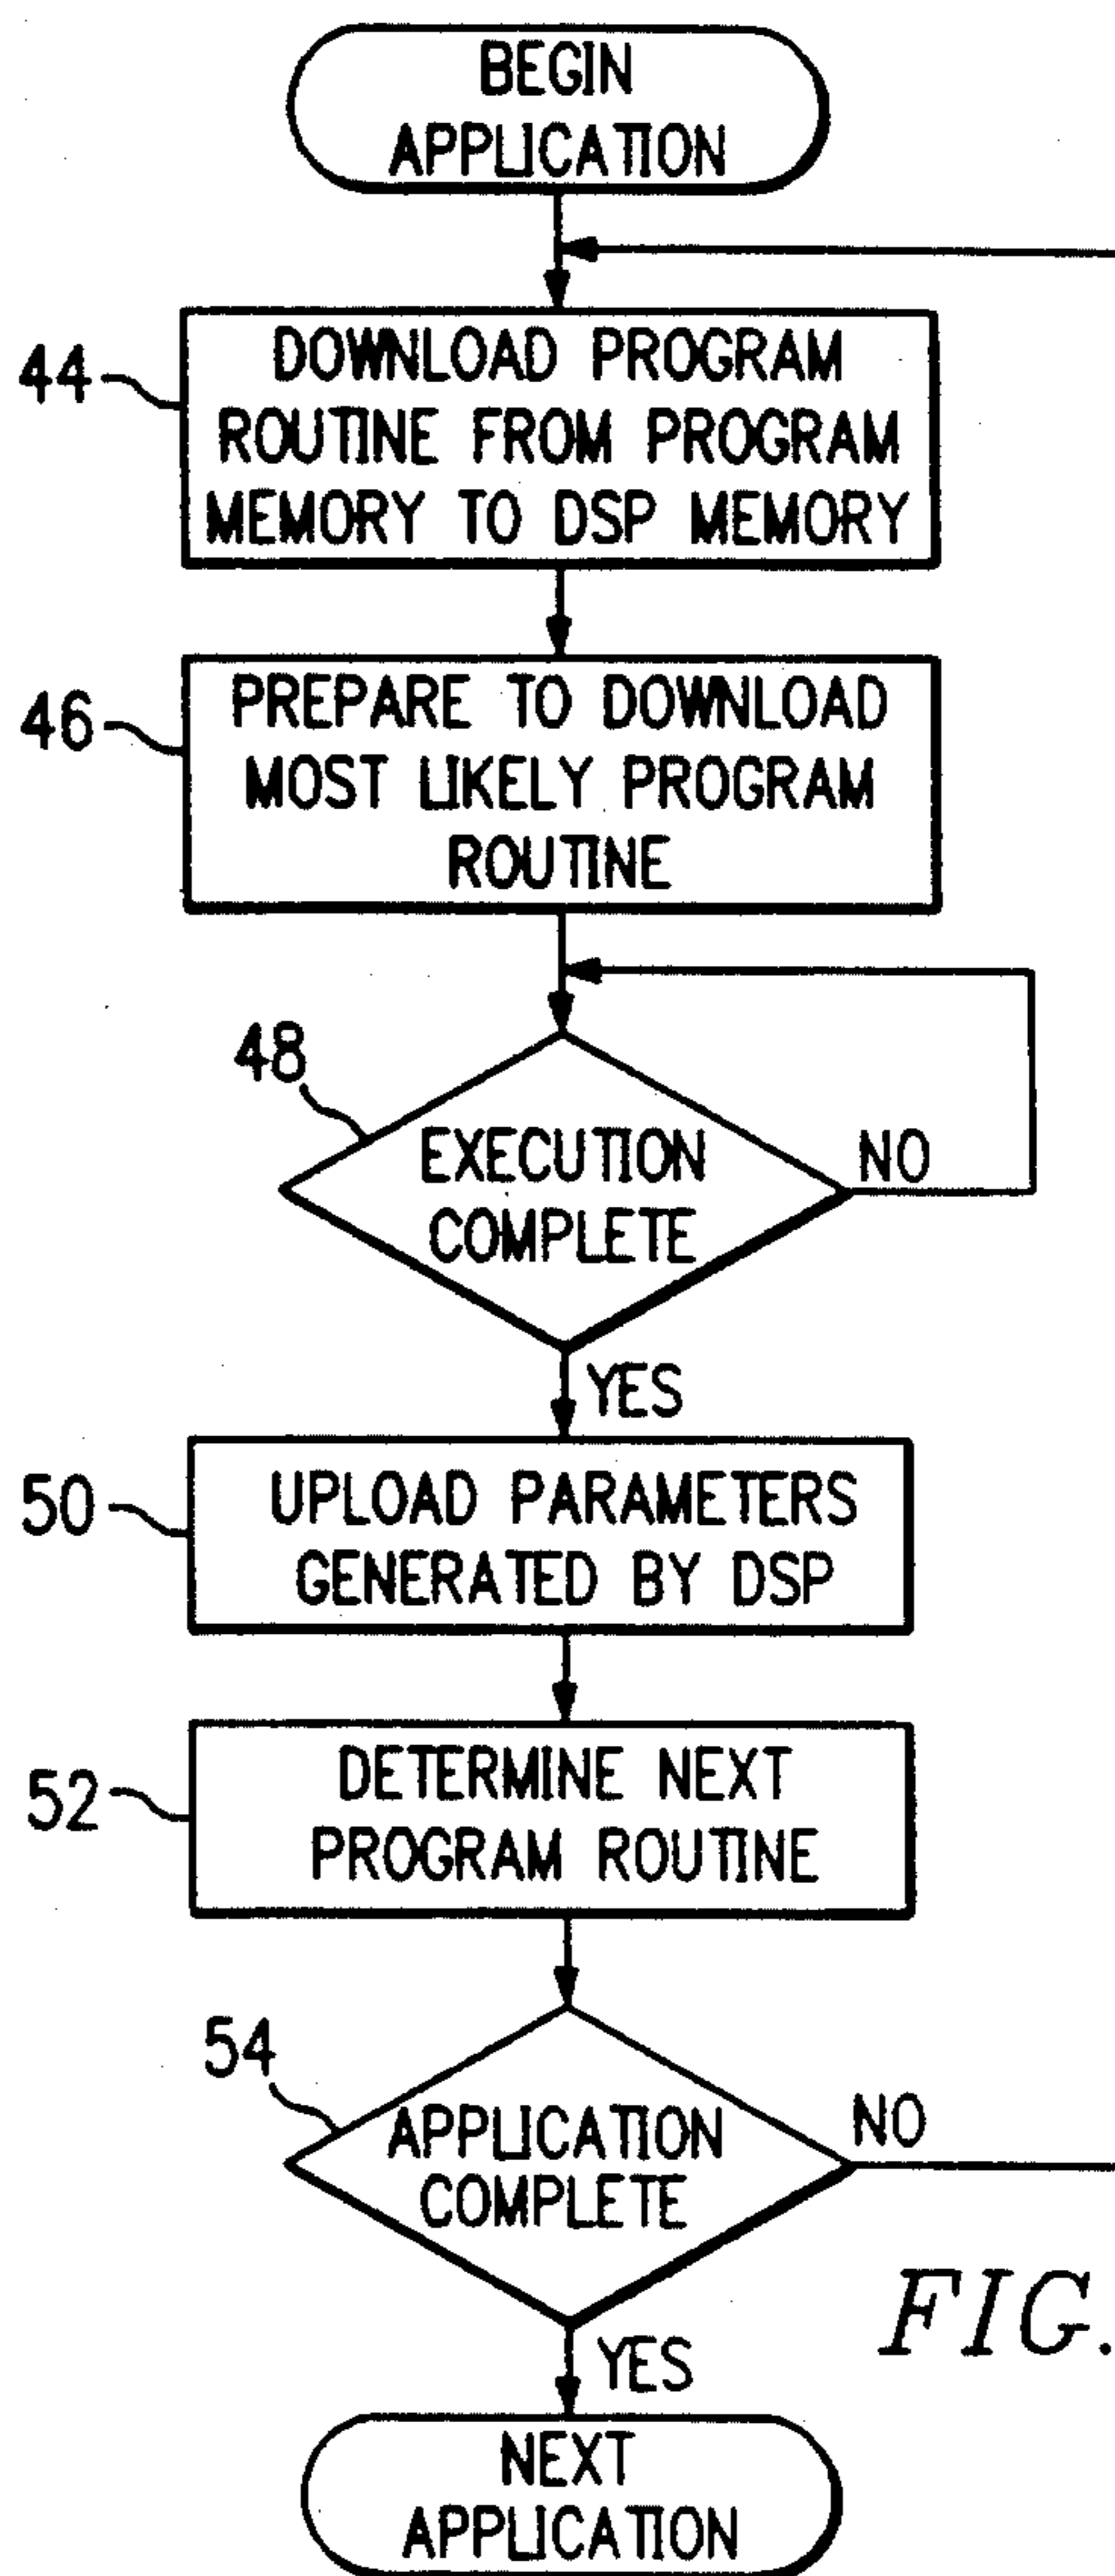 BEGIN
APPLICATION
44
DOWNLOAD PROGRAM
ROUTINE FROM PROGRAM
MEMORY TO DSP MEMORY
46
PREPARE TO DOWNLOAD
MOST LIKELY PROGRAM
ROUTINE
48
EXECUTION
COMPLETE
NO
YES
50
UPLOAD PARAMETERS
GENERATED BY DSP
52
DETERMINE NEXT
PROGRAM ROUTINE
54
APPLICATION
COMPLETE
NO
FIG.
YES
NEXT
APPLICATION